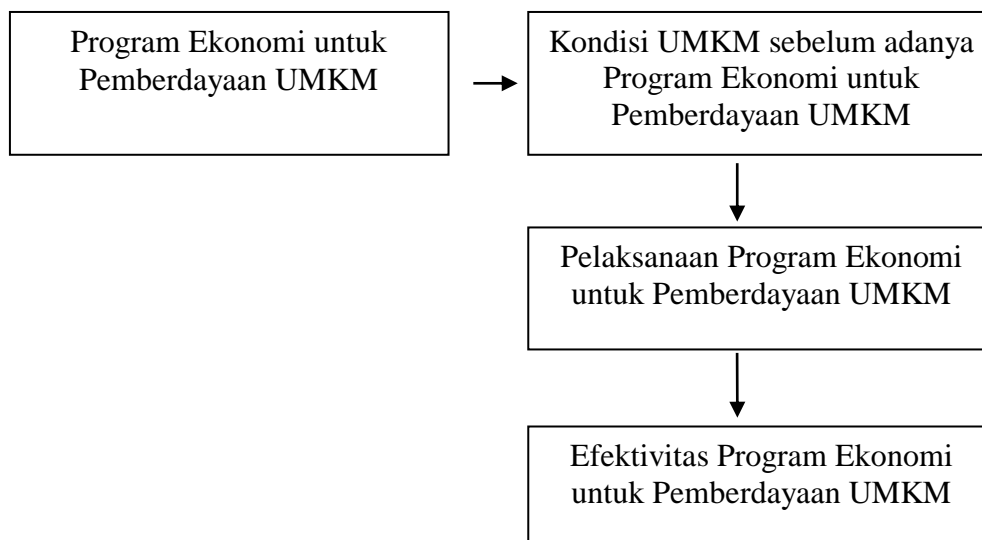 Program Ekonomi untuk
Pemberdayaan UMKM
Kondisi UMKM sebelum adanya
Program Ekonomi untuk
Pemberdayaan UMKM
Pelaksanaan Program Ekonomi
untuk Pemberdayaan UMKM
Efektivitas Program Ekonomi
untuk Pemberdayaan UMKM